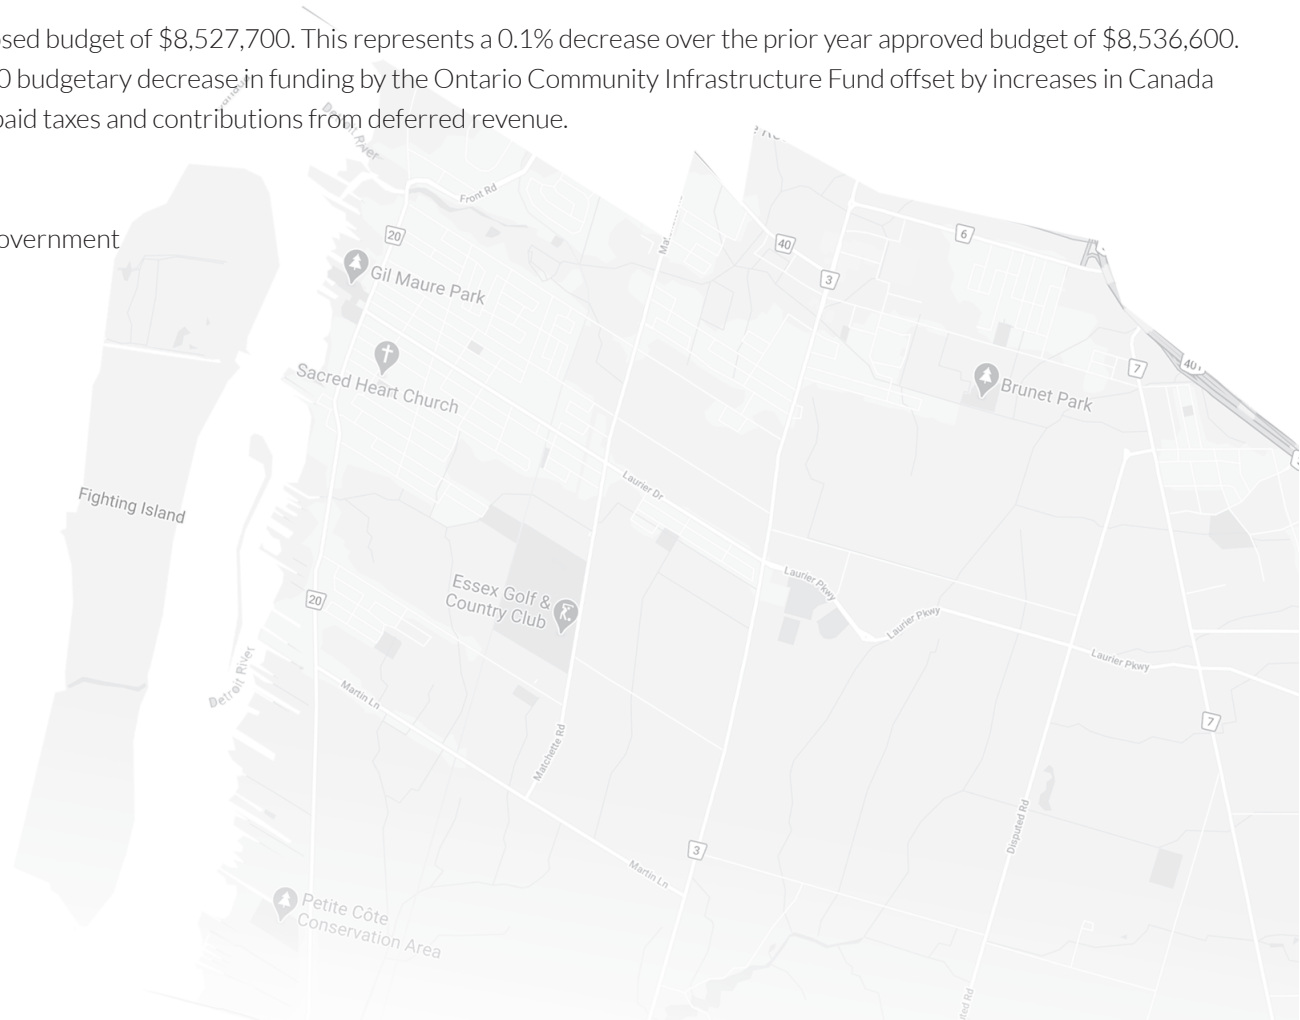 sed budget of $8,527,700. This represents a 0.1% decrease over the prior year approved budget of $8,536,600.
0 budgetary decrease in funding by the Ontario Community Infrastructure Fund offset by increases in Canada
paid taxes and contributions from deferred revenue.
Detroit River
Front Rd
overnment
20
6
40
3
Gil Maure Park
Sacred Heart Church
7
401
Brunet Park
Fighting Island
Laurier Dr
Essex Golf &
Country Club
Laurier Pkwy
Laurier Pkwy
20
Laurier Pkwy
Detroit River
Martin Ln
7
Matchette Rd
Disputed Rd
3
Martin Ln
Petite Côte
Conservation Area